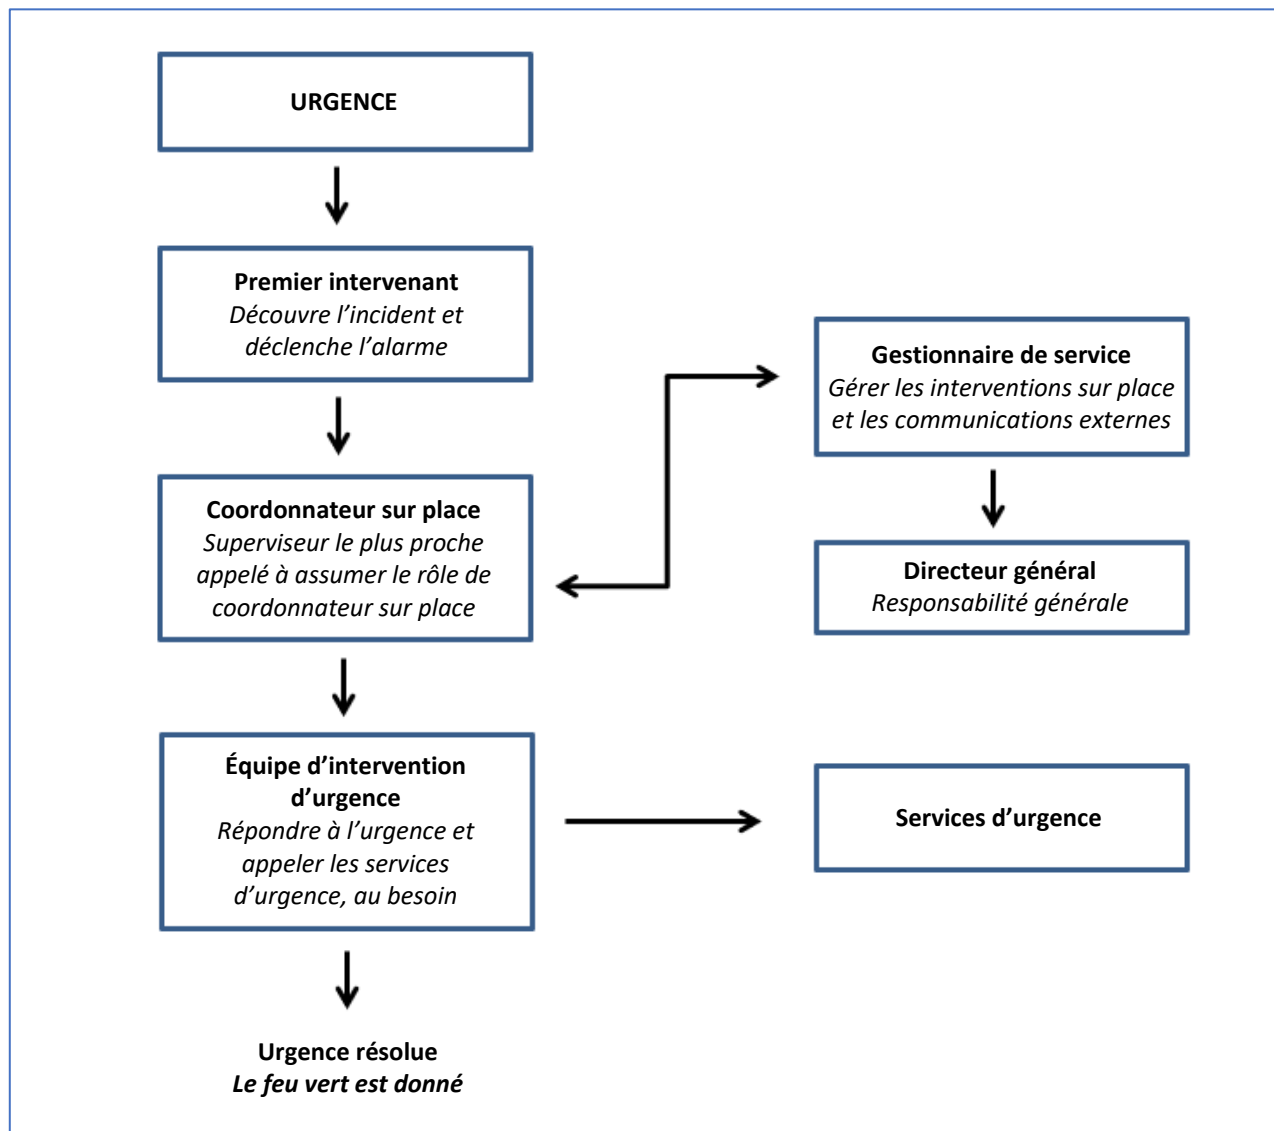 URGENCE
Premier intervenant
Découvre l’incident et
déclenche l’alarme
Gestionnaire de service
Gérer les interventions sur place
et les communications externes
Coordonnateur sur place
Superviseur le plus proche
appelé à assumer le rôle de
coordonnateur sur place
Directeur général
Responsabilité générale
Équipe d’intervention
d’urgence
Répondre à l’urgence et
appeler les services
d’urgence, au besoin
Services d’urgence
Urgence résolue
Le feu vert est donné